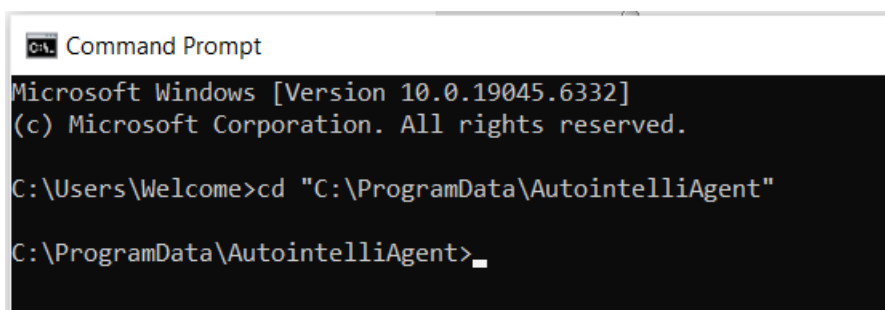 Command Prompt
Microsoft Windows [Version 10.0.19045.6332]
(c) Microsoft Corporation. All rights reserved.
C:\Users\Welcome>cd "C:\ProgramData\AutointelliAgent"
C:\ProgramData\AutointelliAgent>